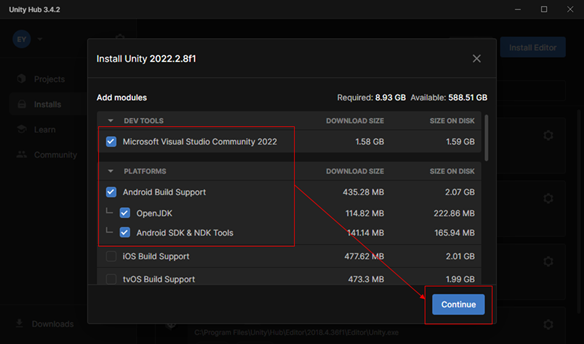 Unity Hub 3.4.2
EY
Install Editor
Projects
Installs
Learn
Community
Downloads
Install Unity 2022.2.8f1
Add modules
Required: 8.93 GB Available: 588.51 GB
DEV TOOLS DOWNLOAD SIZE SIZE ON DISK
Microsoft Visual Studio Community 2022 1.58 GB 1.59 GB
PLATFORMS DOWNLOAD SIZE SIZE ON DISK
Android Build Support 435.28 MB 2.07 GB
OpenJDK 114.82 MB 222.86 MB
Android SDK & NDK Tools 141.14 MB 165.94 MB
iOS Build Support 477.62 MB 2.01 GB
tvOS Build Support 473.3 MB 1.99 GB
Continue
C:\Program Files\Unity\Hub\Editor\2018.4.36f1\Editor\Unity.exe